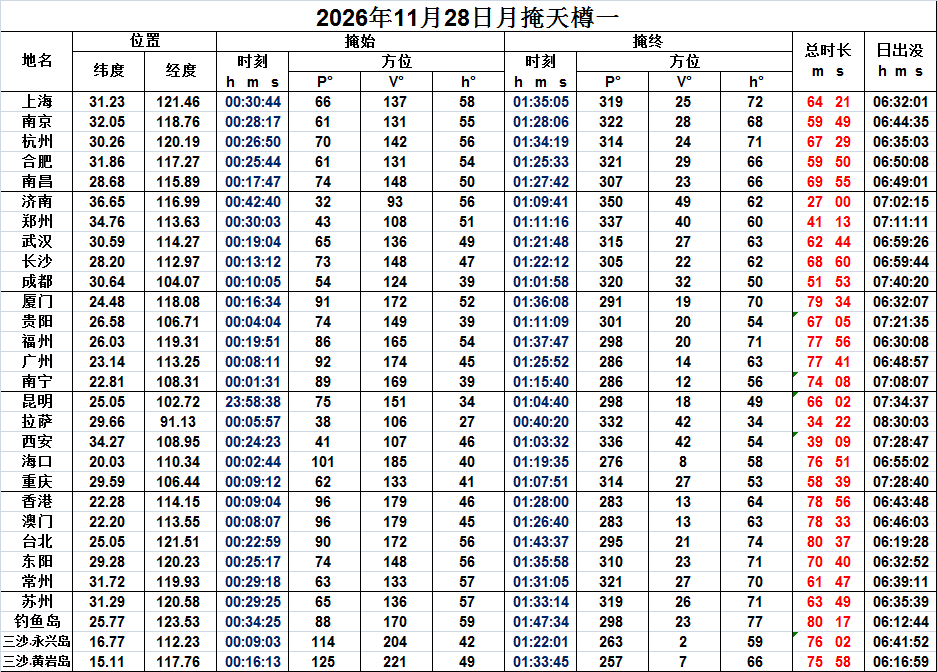 2026年11月28日月掩天樽一
地名 位置 掩始 掩终 总时长 日出没
纬度 经度 时刻 方位 时刻 方位 m s h m s
h m s P° V° h° h m s P° V° h°
上海 31.23 121.46 00:30:44 66 137 58 01:35:05 319 25 72 64 21 06:32:01
南京 32.05 118.76 00:28:17 61 131 55 01:28:06 322 28 68 59 49 06:44:35
杭州 30.26 120.19 00:26:50 70 142 56 01:34:19 314 24 71 67 29 06:35:03
合肥 31.86 117.27 00:25:44 61 131 54 01:25:33 321 29 66 59 50 06:50:08
南昌 28.68 115.89 00:17:47 74 148 50 01:27:42 307 23 66 69 55 06:49:01
济南 36.65 116.99 00:42:40 32 93 56 01:09:41 350 49 62 27 00 07:02:15
郑州 34.76 113.63 00:30:03 43 108 51 01:11:16 337 40 60 41 13 07:11:11
武汉 30.59 114.27 00:19:04 65 136 49 01:21:48 315 27 63 62 44 06:59:26
长沙 28.20 112.97 00:13:12 73 148 47 01:22:12 305 22 62 68 60 06:59:44
成都 30.64 104.07 00:10:05 54 124 39 01:01:58 320 32 50 51 53 07:40:20
厦门 24.48 118.08 00:16:34 91 172 52 01:36:08 291 19 70 79 34 06:32:07
贵阳 26.58 106.71 00:04:04 74 149 39 01:11:09 301 20 54 67 05 07:21:35
福州 26.03 119.31 00:19:51 86 165 54 01:37:47 298 20 71 77 56 06:30:08
广州 23.14 113.25 00:08:11 92 174 45 01:25:52 286 14 63 77 41 06:48:57
南宁 22.81 108.31 00:01:31 89 169 39 01:15:40 286 12 56 74 08 07:08:07
昆明 25.05 102.72 23:58:38 75 151 34 01:04:40 298 18 49 66 02 07:34:37
拉萨 29.66 91.13 00:05:57 38 106 27 00:40:20 332 42 34 34 22 08:30:03
西安 34.27 108.95 00:24:23 41 107 46 01:03:32 336 42 54 39 09 07:28:47
海口 20.03 110.34 00:02:44 101 185 40 01:19:35 276 8 58 76 51 06:55:02
重庆 29.59 106.44 00:09:12 62 133 41 01:07:51 314 27 53 58 39 07:28:40
香港 22.28 114.15 00:09:04 96 179 46 01:28:00 283 13 64 78 56 06:43:48
澳门 22.20 113.55 00:08:07 96 179 45 01:26:40 283 13 63 78 33 06:46:03
台北 25.05 121.51 00:22:59 90 172 56 01:43:37 295 21 74 80 37 06:19:28
东阳 29.28 120.23 00:25:17 74 148 56 01:35:58 310 23 71 70 40 06:32:52
常州 31.72 119.93 00:29:18 63 133 57 01:31:05 321 27 70 61 47 06:39:11
苏州 31.29 120.58 00:29:25 65 136 57 01:33:14 319 26 71 63 49 06:35:39
钓鱼岛 25.77 123.53 00:34:25 88 170 59 01:47:34 298 23 77 80 17 06:12:44
三沙.永兴岛 16.77 112.23 00:09:03 114 204 42 01:22:01 263 2 59 76 02 06:41:52
三沙.黄岩岛 15.11 117.76 00:16:13 125 221 49 01:33:45 257 7 66 75 58 06:16:59